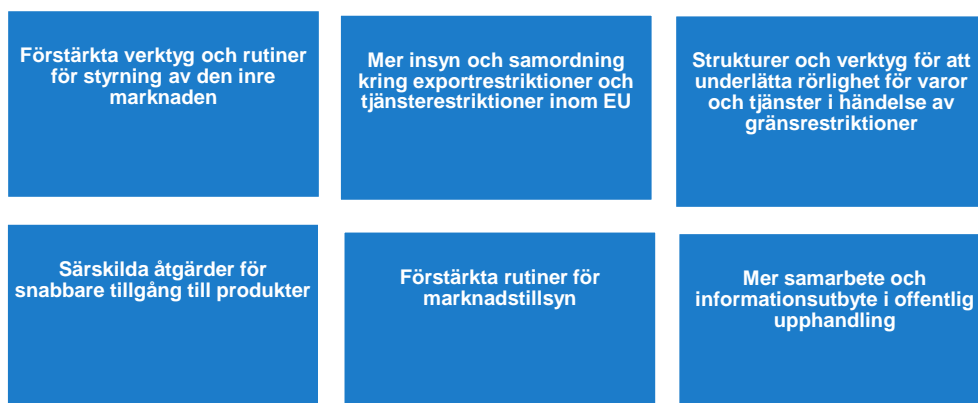 Förstärkta verktyg och rutiner
för styrning av den inre
marknaden
Mer insyn och samordning
kring exportrestriktioner och
tjänsterestriktioner inom EU
Strukturer och verktyg för att
underlätta rörlighet för varor
och tjänster i händelse av
gränsrestriktioner
Särskilda åtgärder för
snabbare tillgång till produkter
Förstärkta rutiner för
marknadstillsyn
Mer samarbete och
informationsutbyte i offentlig
upphandling